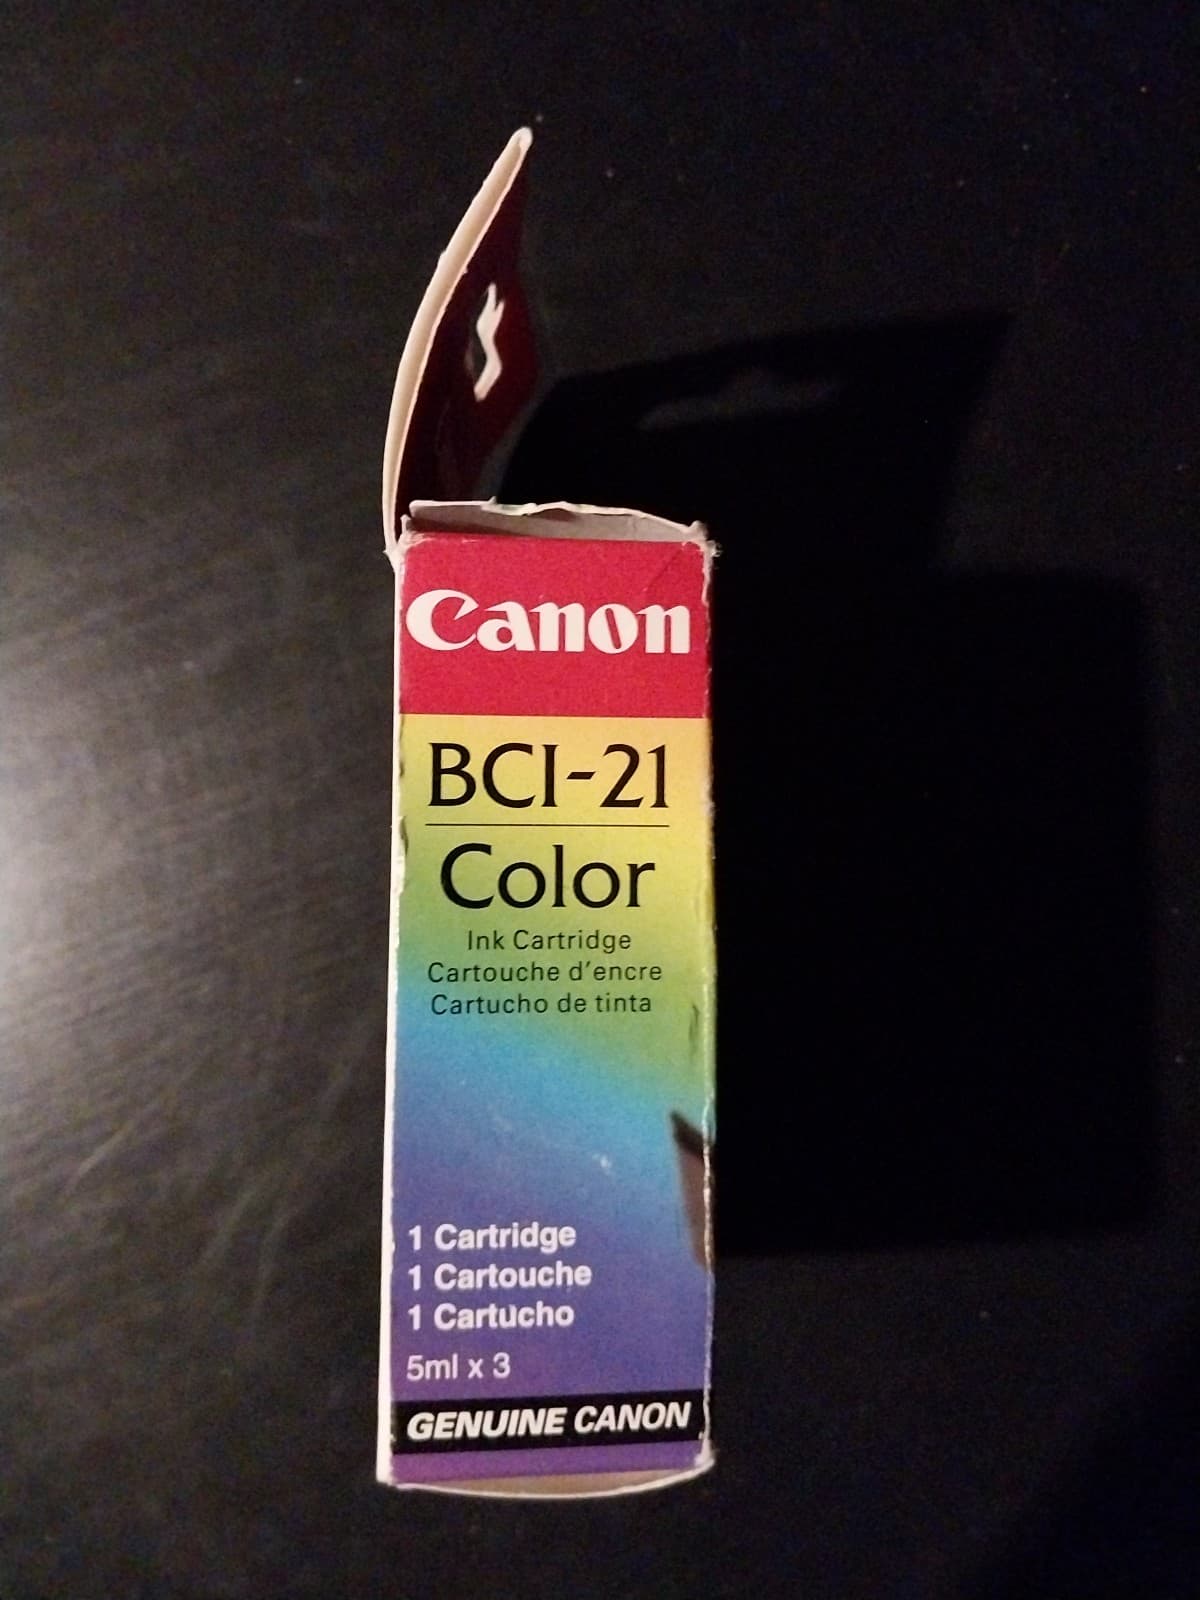 Canon
BCI-21
Color
Ink Cartridge
Cartouche d'encre
Cartucho de tinta
1 Cartridge
1 Cartouche
1 Cartucho
5ml x 3
GENUINE CANON